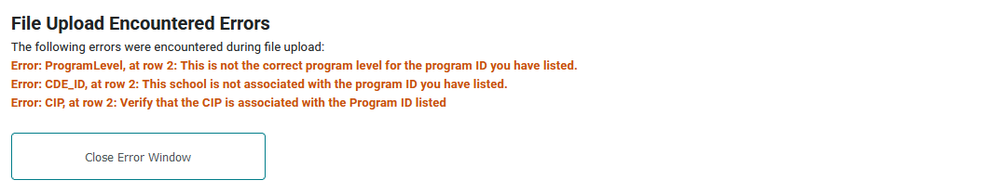 File Upload Encountered Errors
The following errors were encountered during file upload:
Error: ProgramLevel, at row 2: This is not the correct program level for the program ID you have listed.
Error: CDE_ID, at row 2: This school is not associated with the program ID you have listed.
Error: CIP, at row 2: Verify that the CIP is associated with the Program ID listed
Close Error Window